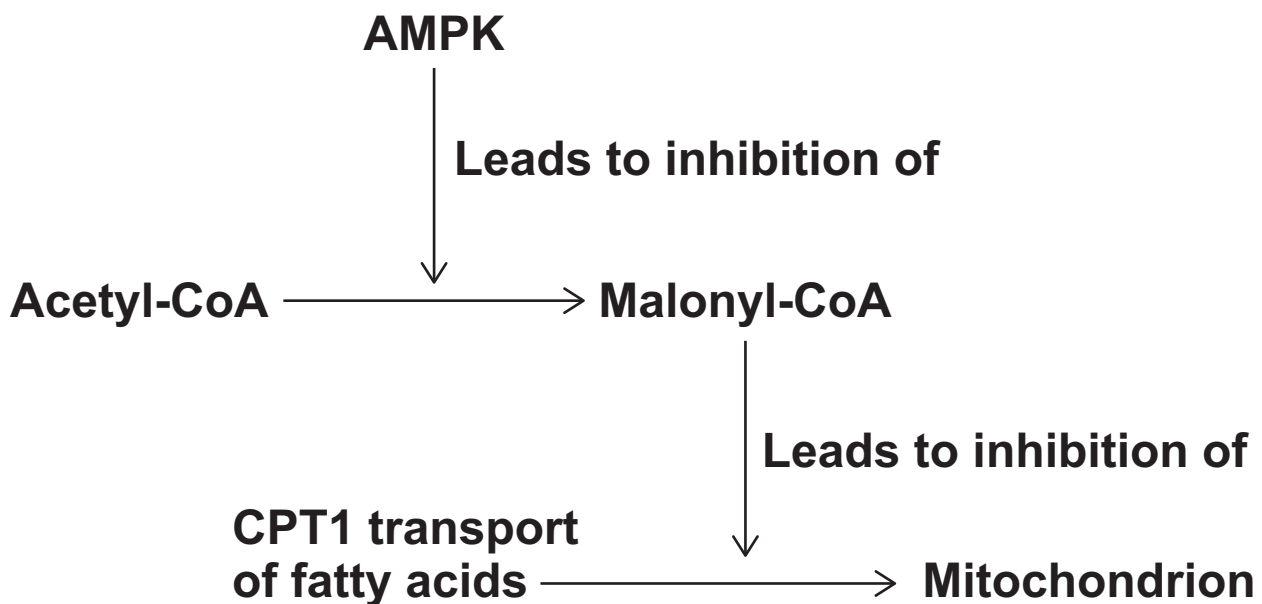 AMPK
Leads to inhibition of
Acetyl-CoA
Malonyl-CoA
Leads to inhibition of
CPT1 transport
of fatty acids
Mitochondrion